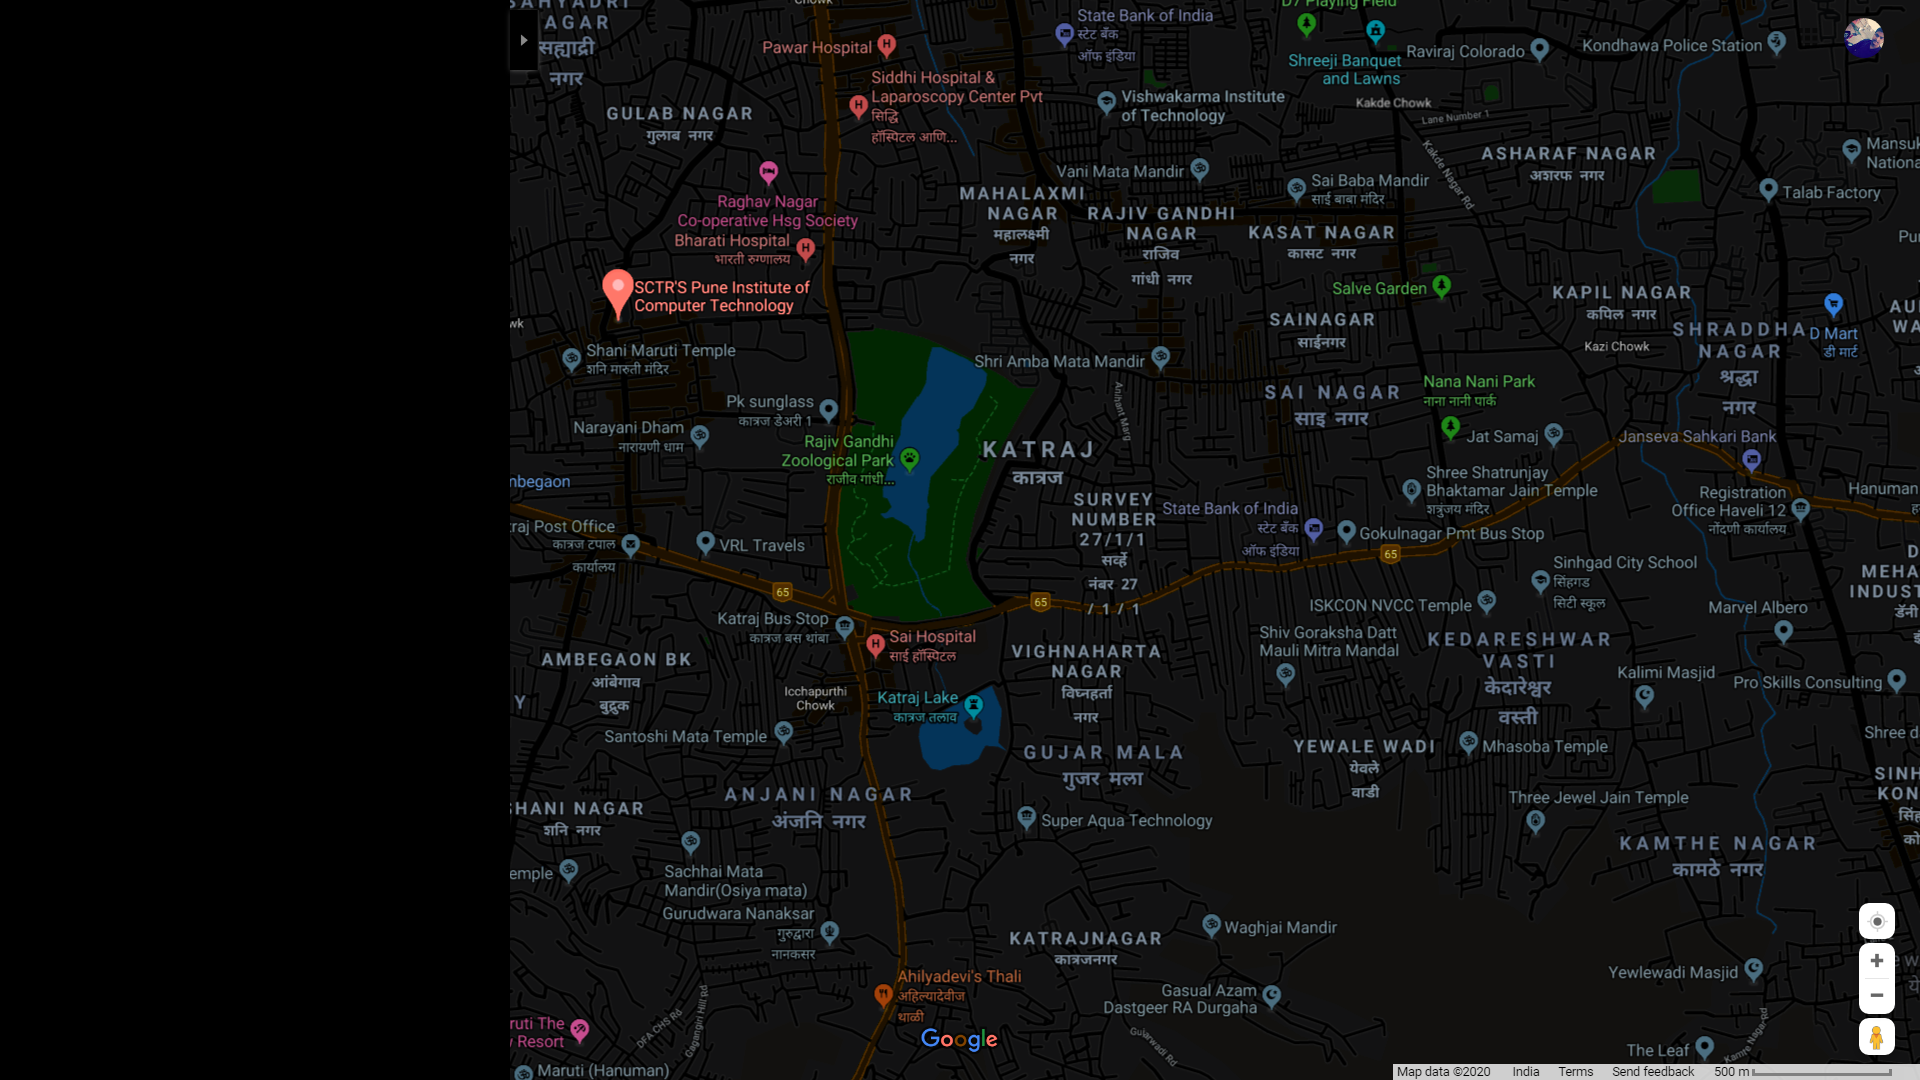 SAHYADRI
NAGAR
सह्याद्री
नगर
Chowk
Pawar Hospital
State Bank of India
स्टेट बँक
ऑफ इंडिया
D7 Playing Field
Shreeji Banquet
and Lawns
Raviraj Colorado
Kondhawa Police Station
Siddhi Hospital &
Laparoscopy Center Pvt
सिद्धि
हॉस्पिटल आणि...
GULAB NAGAR
गुलाब नगर
Vishwakarma Institute
of Technology
Kakde Chowk
Lane Number 1
Kakde Nagar Rd
ASHARAF NAGAR
अशरफ नगर
Mansuk
Nationa
Talab Factory
Vani Mata Mandir
Sai Baba Mandir
साई बाबा मंदिर
Raghav Nagar
Co-operative Hsg Society
MAHALAXMI
NAGAR
महालक्ष्मी
नगर
RAJIV GANDHI
NAGAR
राजिव
गांधी नगर
KASAT NAGAR
कासट नगर
Pu
Bharati Hospital
भारती रुग्णालय
SCTR'S Pune Institute of
Computer Technology
Salve Garden
KAPIL NAGAR
कपिल नगर
wk
SAINAGAR
साईनगर
Kazi Chowk
SHRADDHA
NAGAR
श्रद्धा
नगर
D Mart
डी मार्ट
AU
WA
Shani Maruti Temple
शनि मारुती मंदिर
Shri Amba Mata Mandir
Arihant Marg
SAI NAGAR
साइ नगर
Nana Nani Park
नाना नानी पार्क
Pk sunglass
कात्रज डेअरी 1
Narayani Dham
नारायणी धाम
Rajiv Gandhi
Zoological Park
राजीव गांधी...
KATRAJ
कात्रज
Jat Samaj
Janseva Sahkari Bank
nbegaon
SURVEY
NUMBER
27/1/1
सर्व्हे
नंबर 27
/ 1 / 1
State Bank of India
स्टेट बँक
ऑफ इंडिया
Shree Shatrunjay
Bhaktamar Jain Temple
शत्रुंजय मंदिर
Registration
Office Haveli 12
नोंदणी कार्यालय
Hanuman
ह
raj Post Office
कात्रज टपाल
कार्यालय
VRL Travels
Gokulnagar Pmt Bus Stop
65
65
65
Sinhgad City School
सिंहगड
सिटी स्कूल
D
MEHA
INDUST
डॅनी
Katraj Bus Stop
कात्रज बस थांबा
ISKCON NVCC Temple
Marvel Albero
Sai Hospital
साई हॉस्पिटल
Shiv Goraksha Datt
Mauli Mitra Mandal
KEDARESHWAR
VASTI
केदारेश्वर
वस्ती
AMBEGAON BK
आंबेगाव
बुद्रुक
VIGHNAHARTA
NAGAR
विघ्नहर्ता
नगर
Kalimi Masjid
Pro Skills Consulting
Y
Icchapurthi
Chowk
Katraj Lake
कात्रज तलाव
Santoshi Mata Temple
GUJAR MALA
गुजर मला
YEWALE WADI
येवले
वाडी
Mhasoba Temple
Shree d
SINH
KON
सिंह
को
ANJANI NAGAR
अंजनि नगर
SHANI NAGAR
शनि नगर
Super Aqua Technology
Three Jewel Jain Temple
KAMTHE NAGAR
कामठे नगर
emple
Sachhai Mata
Mandir(Osiya mata)
Gurudwara Nanaksar
गुरुद्वारा
नानकसर
KATRAJNAGAR
कात्रजनगर
Waghjai Mandir
Yewlewadi Masjid
Ahilyadevi's Thali
अहिल्यादेवीज
थाळी
Gasual Azam
Dastgeer RA Durgaha
DFA CHS Rd
Gagangiri Hill Rd
Gularwadi Rd
Kamre Nagar Rd
ruti The
Resort
Google
The Leaf
Maruti (Hanuman)
Map data ©2020 India Terms Send feedback 500 m